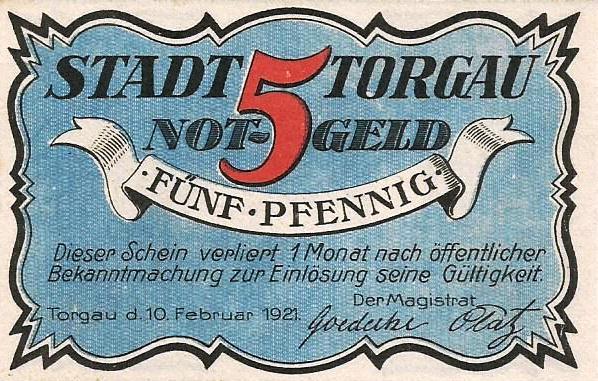 STADT 5 TORGAU
NOT- GELD
· FÜNF · PFENNIG ·
Dieser Schein verliert 1 Monat nach öffentlicher
Bekanntmachung zur Einlösung seine Gültigkeit.
Der Magistrat
Torgau d. 10. Februar 1921.